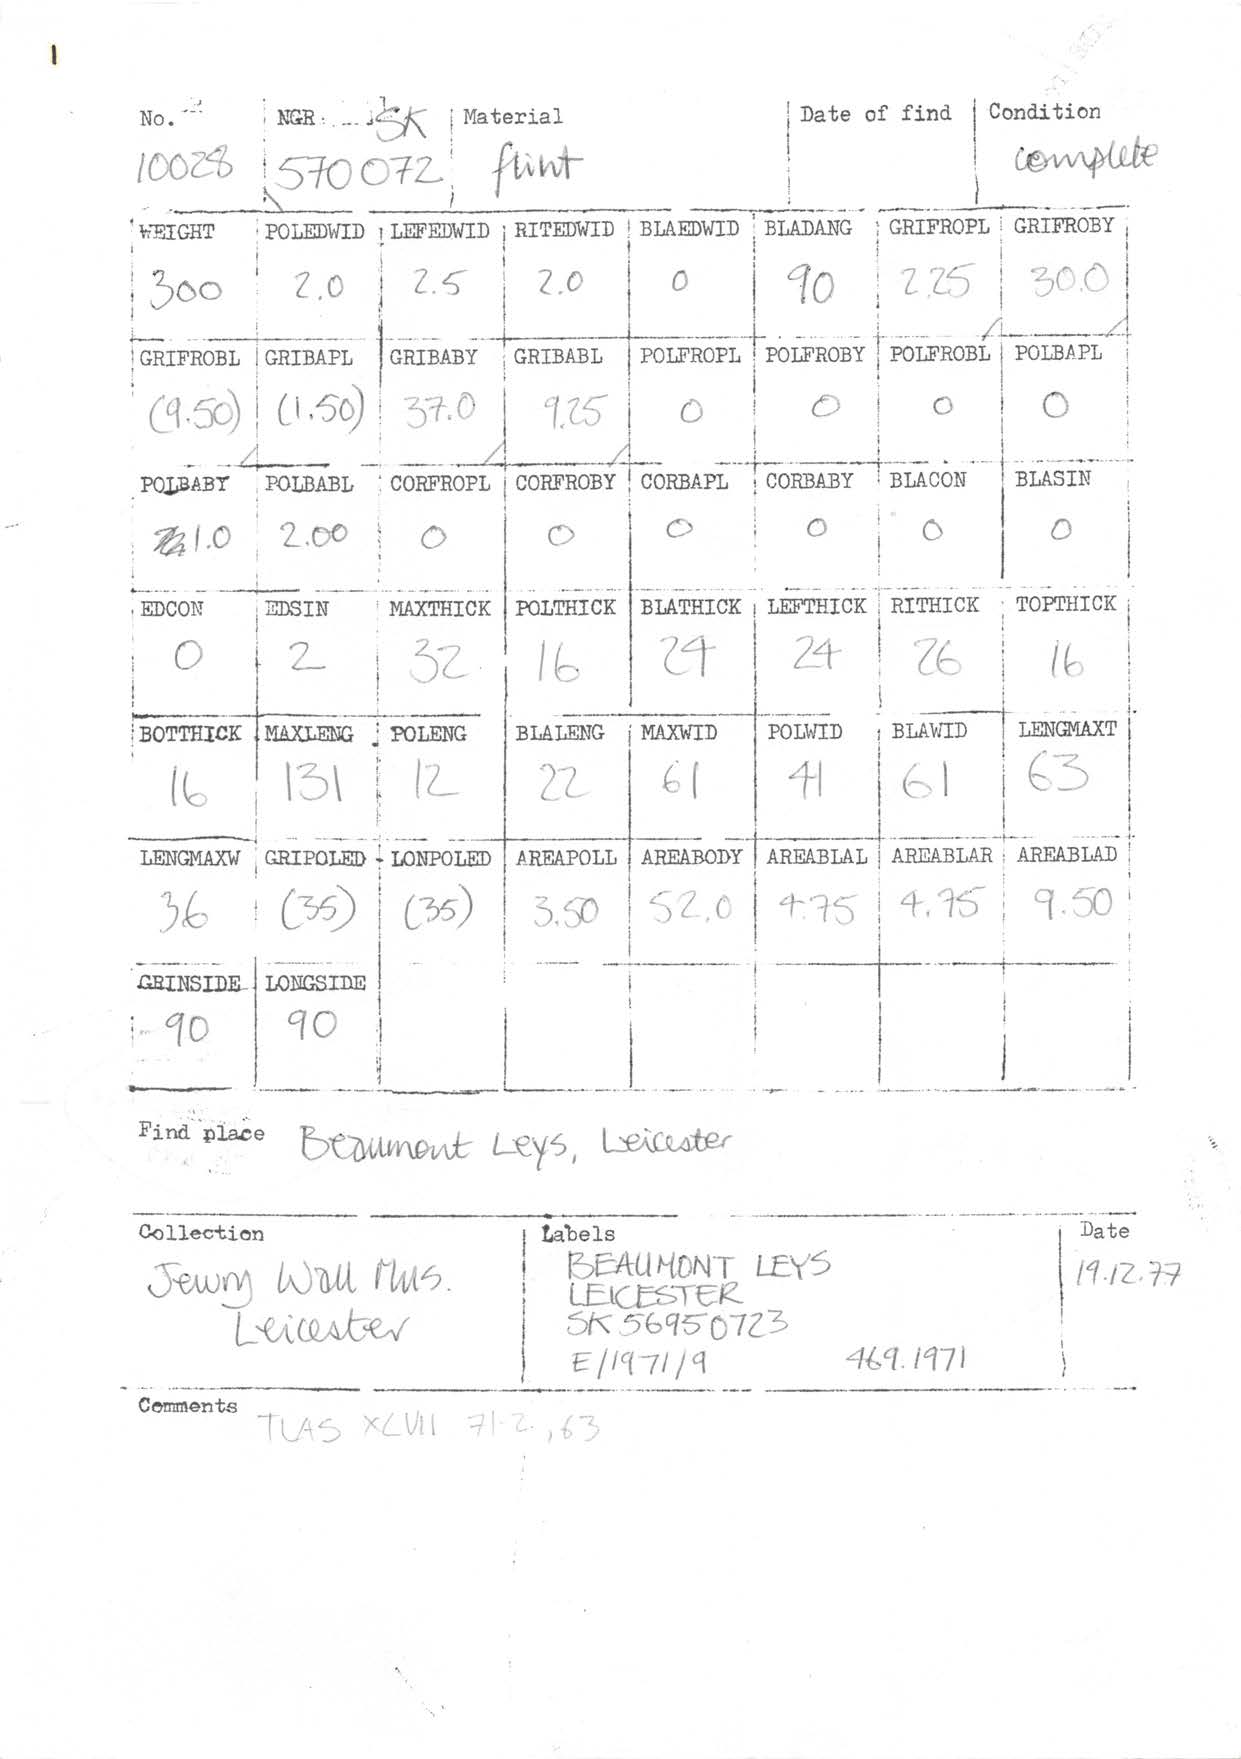 1
No. NGR SK Material Date of find Condition
10028 570072 flint complete
WEIGHT POLEDWID LEFEDWID RITEDWID BLAEDWID BLADANG GRIFROPL GRIFROBY
300 2.0 2.5 2.0 0 90 2.25 30.0
GRIFROBL GRIBAPL GRIBABY GRIBABL POLFROPL POLFROBY POLFROBL POLBAPL
(9.50) (1.50) 37.0 9.25 0 0 0 0
POLBABY POLBABL CORFROPL CORFROBY CORBAPL CORBABY BLACON BLASIN
1.0 2.00 0 0 0 0 0 0
EDCON EDSIN MAXTHICK POLTHICK BLATHICK LEFTHICK RITHICK TOPTHICK
0 2 32 16 24 24 26 16
BOTTHICK MAXLENG POLENG BLALENG MAXWID POLWID BLAWID LENGMAXT
16 131 12 22 61 41 61 63
LENGMAXW GRIPOLED LONPOLED AREAPOLL AREABODY AREABLAL AREABLAR AREABLAD
36 (35) (35) 3.50 52.0 4.75 4.75 9.50
GRINSIDE LONGSIDE
90 90
Find place Beaumont Leys, Leicester
Collection Labels Date
Jewry Wall Mus. BEAUMONT LEYS 19.12.77
Leicester LEICESTER
SK 5695 0723
E/1971/9 469.1971
Comments TLAS XLVII 71-2, 63